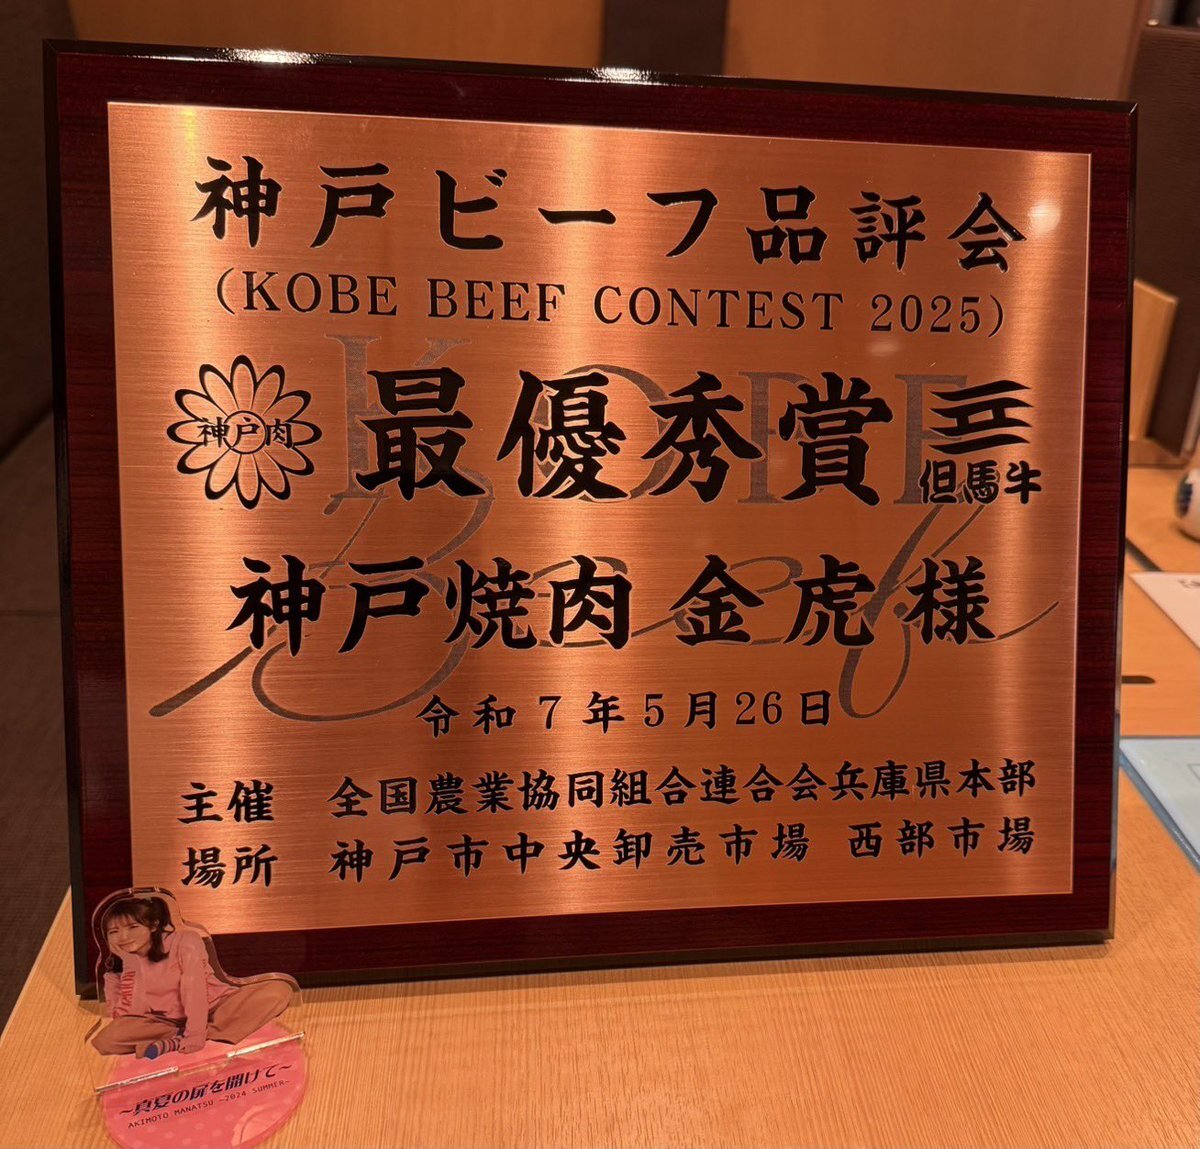 神戸ビーフ品評会
(KOBE BEEF CONTEST 2025)
神戸肉
最優秀賞
但馬牛
KOBE
Beef
神戸焼肉 金虎 様
令和7年5月26日
主催 全国農業協同組合連合会兵庫県本部
場所 神戸市中央卸売市場 西部市場
~真夏の扉を開けて~
AKIMOTO MANATSU ~2024 SUMMER~